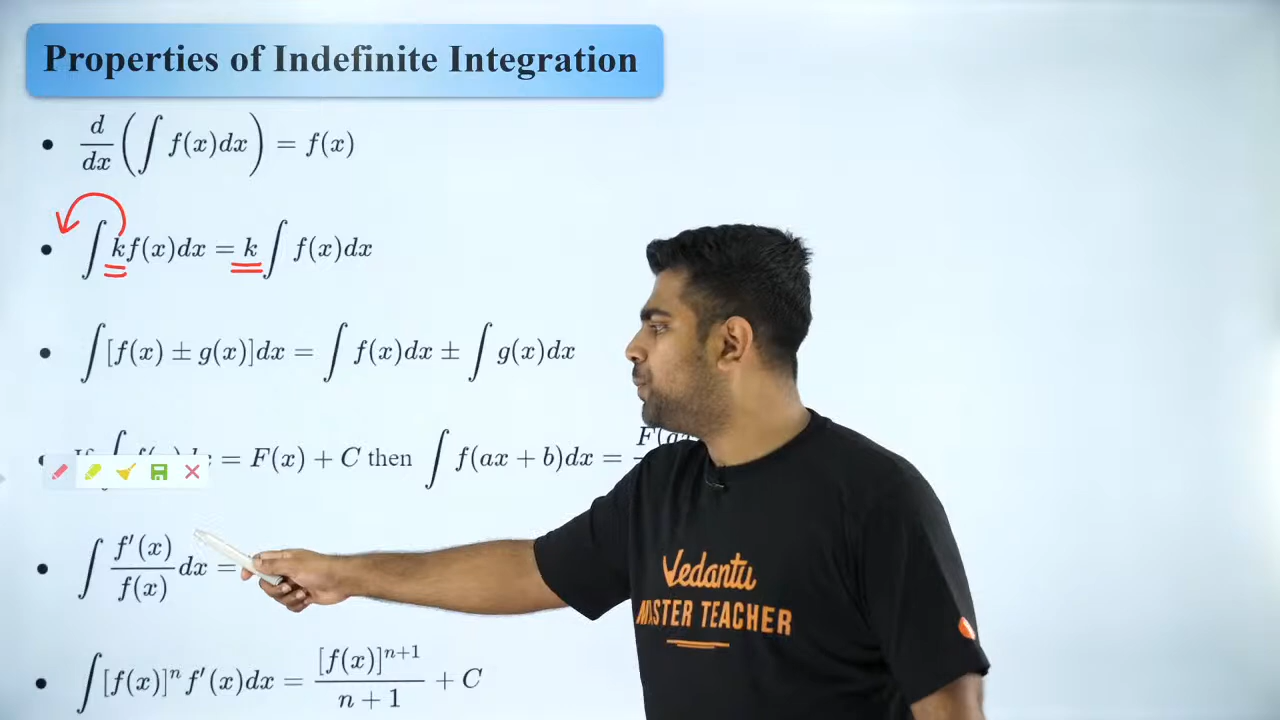 Properties of Indefinite Integration
• d/dx (∫ f(x)dx) = f(x)
• ∫ kf(x)dx = k ∫ f(x)dx
• ∫ [f(x) ± g(x)]dx = ∫ f(x)dx ± ∫ g(x)dx
= F(x) + C then ∫ f(ax + b)dx =
• ∫ f′(x)/f(x) dx =
• ∫ [f(x)]ⁿ f′(x)dx = [f(x)]ⁿ⁺¹/n + 1 + C
Vedantu
MASTER TEACHER